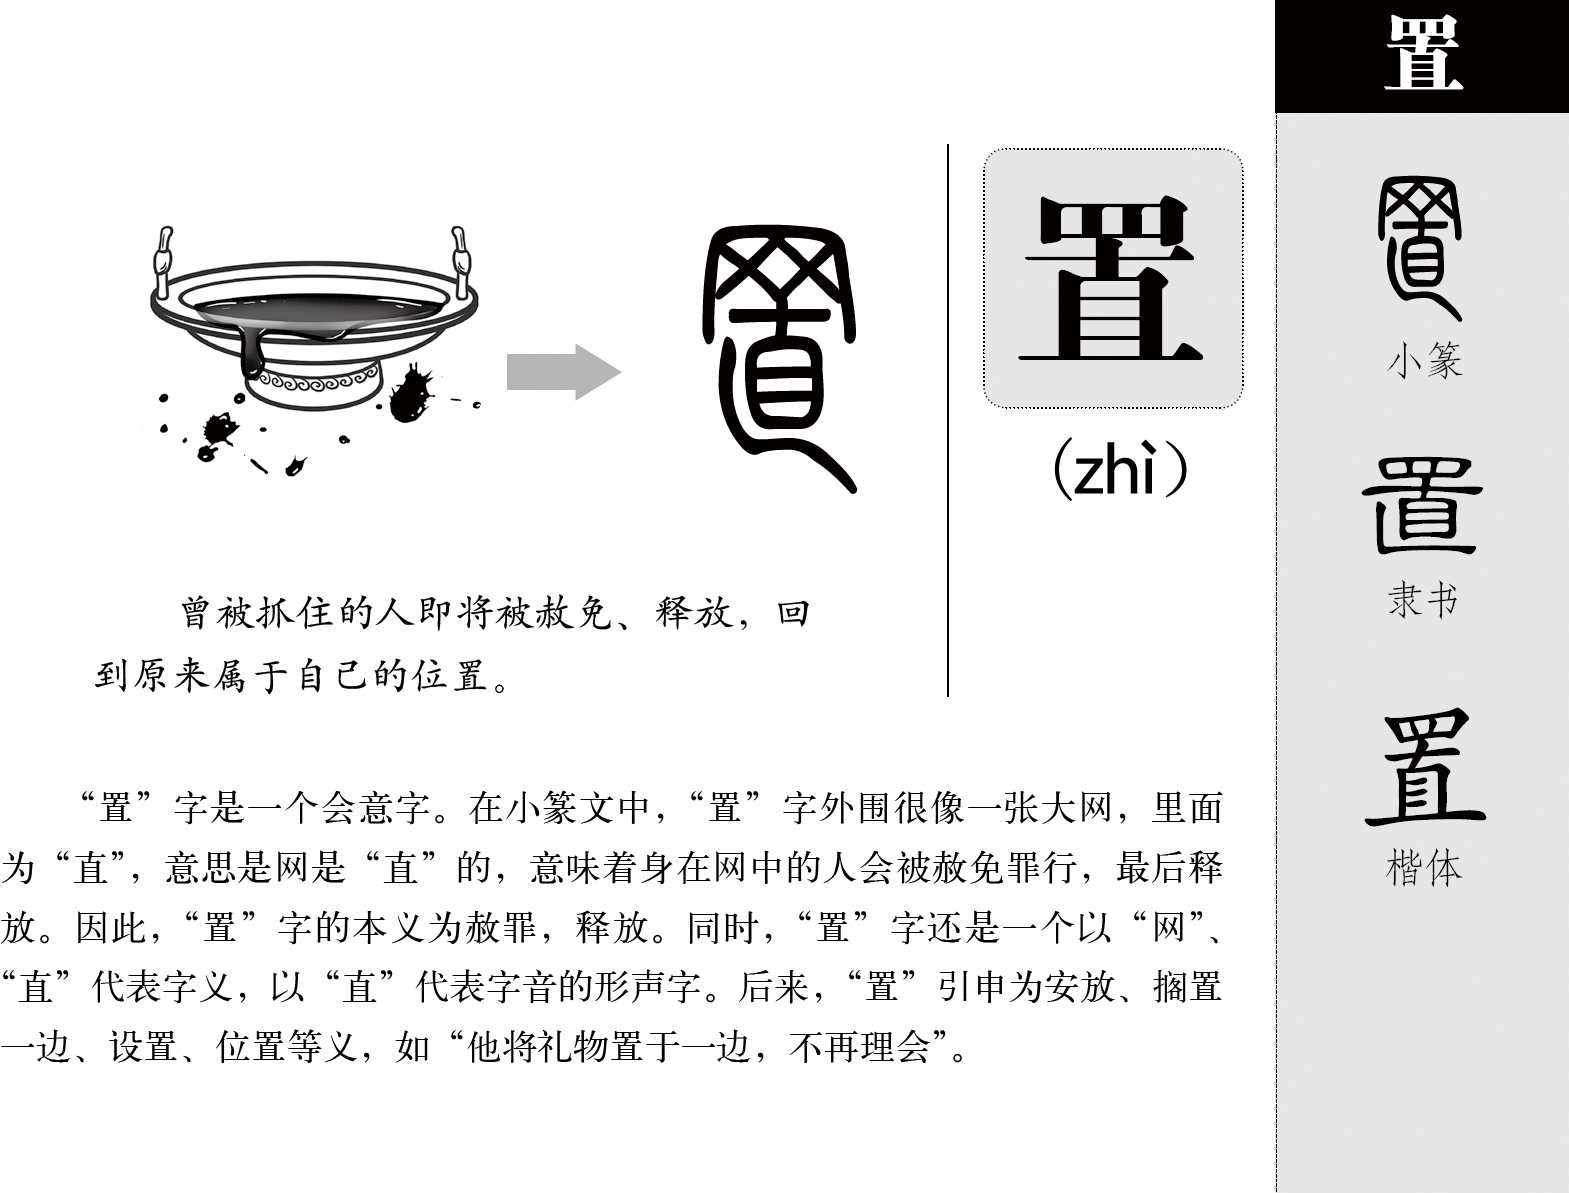 置
置
(zhì)
曾被抓住的人即将被赦免、释放，回
到原来属于自己的位置。
“置”字是一个会意字。在小篆文中，“置”字外围很像一张大网，里面
为“直”，意思是网是“直”的，意味着身在网中的人会被赦免罪行，最后释
放。因此，“置”字的本义为赦罪，释放。同时，“置”字还是一个以“网”、
“直”代表字义，以“直”代表字音的形声字。后来，“置”引申为安放、搁置
一边、设置、位置等义，如“他将礼物置于一边，不再理会”。
置
置
小篆
置
隶书
置
楷体